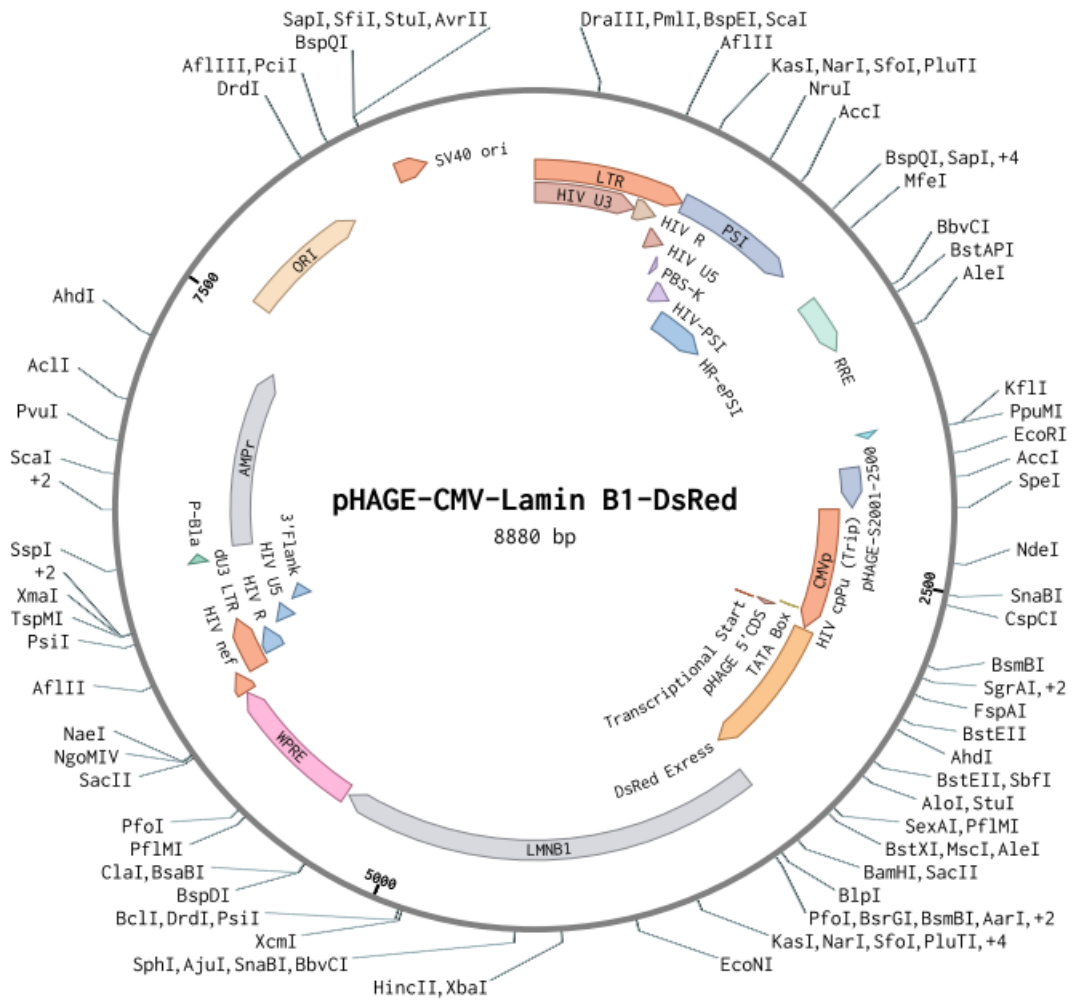 SapI,SfiI,StuI,AvrII
BspQI
AflIII,PciI
DrdI
DraIII,PmlI,BspEI,ScaI
AflII
KasI,NarI,SfoI,PluTI
NruI
AccI
BspQI,SapI,+4
MfeI
BbvCI
BstAPI
AleI
KflI
PpuMI
EcoRI
AccI
SpeI
NdeI
SnaBI
CspCI
BsmBI
SgrAI,+2
FspAI
BstEII
AhdI
BstEII,SbfI
AloI,StuI
SexAI,PflMI
BstXI,MscI,AleI
BamHI,SacII
BlpI
PfoI,BsrGI,BsmBI,AarI,+2
KasI,NarI,SfoI,PluTI,+4
EcoNI
HincII,XbaI
SphI,AjuI,SnaBI,BbvCI
XcmI
BclI,DrdI,PsiI
BspDI
ClaI,BsaBI
PflMI
PfoI
SacII
NgoMIV
NaeI
AflII
PsiI
TspMI
XmaI
+2
SspI
+2
ScaI
PvuI
AclI
AhdI
7500
2500
5000
SV40 ori
LTR
HIV U3
HIV R
HIV U5
PBS-K
HIV-PSI
HR-ePSI
PSI
RRE
pHAGE-S2001-2500
HIV cpPu (Trip)
CMVp
TATA Box
pHAGE 5'CDS
Transcriptional Start
DsRed Exress
LMNB1
WPRE
HIV nef
dU3 LTR
HIV R
HIV U5
3'Flank
P-Bla
AMPr
ORI
pHAGE-CMV-Lamin B1-DsRed
8880 bp